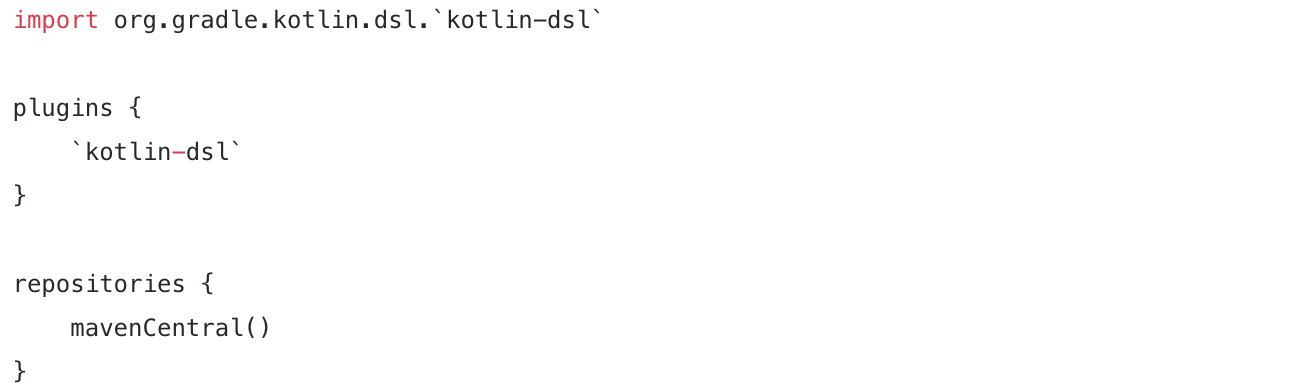 import org.gradle.kotlin.dsl.`kotlin-dsl`
plugins {
    `kotlin-dsl`
}
repositories {
    mavenCentral()
}